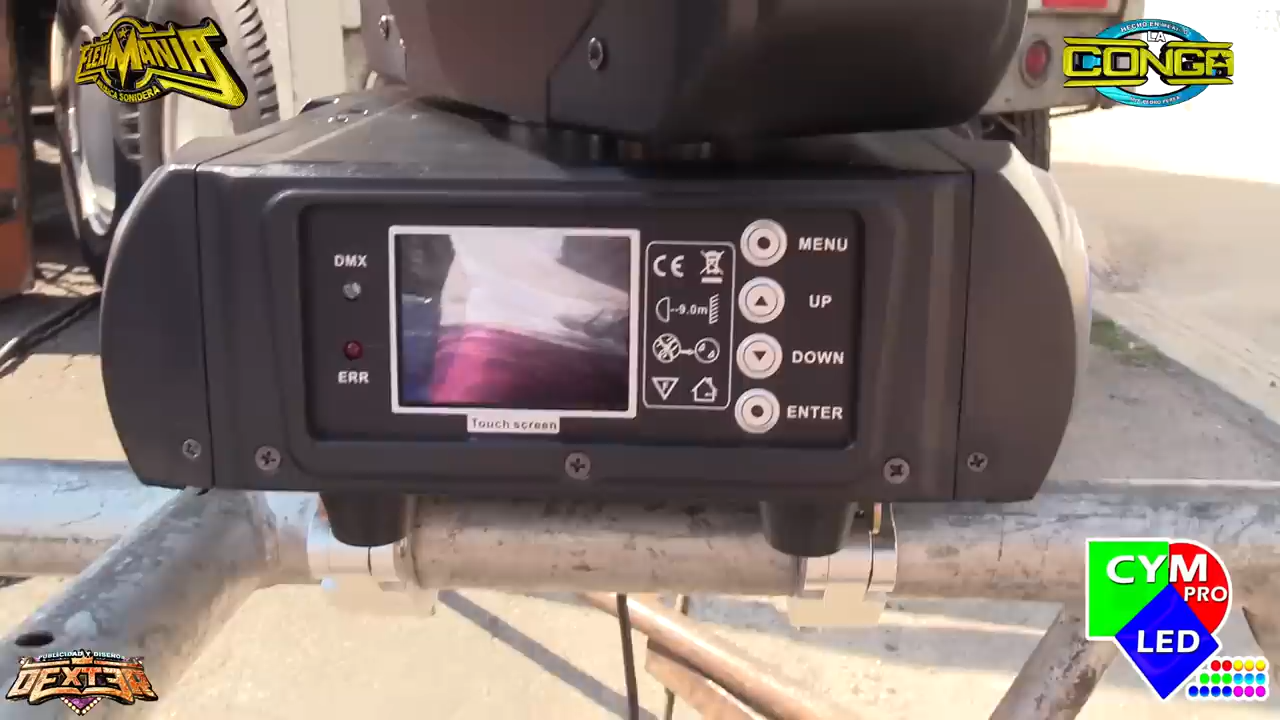 FLEXIMANIA
MUSICA SONIDERA
HECHO EN MEXICO
LA
CONGA
DMX
ERR
Touch screen
CE
--9.0m
F
MENU
UP
DOWN
ENTER
CYM
PRO
LED
PUBLICIDAD Y DISEÑOS
DEXTER